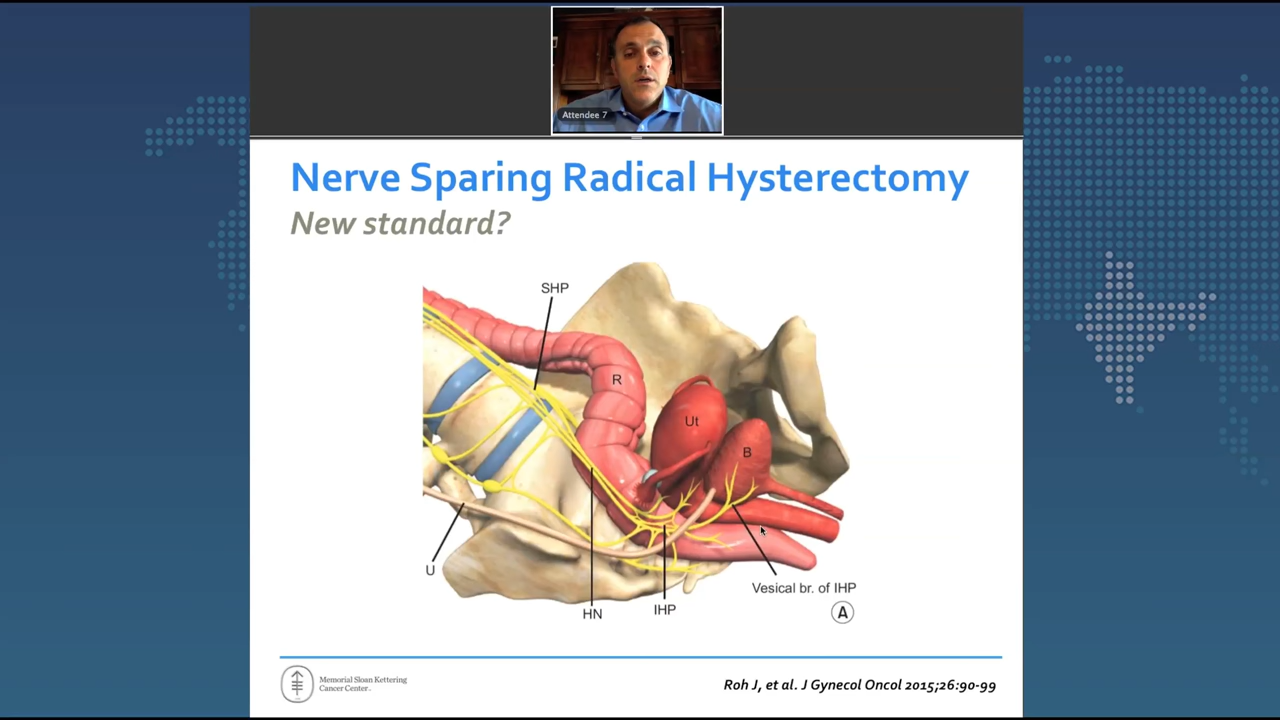 Attendee 7
Nerve Sparing Radical Hysterectomy
New standard?
SHP
R
Ut
B
U
Vesical br. of IHP
HN
IHP
A
Memorial Sloan Kettering
Cancer Center
Roh J, et al. J Gynecol Oncol 2015;26:90-99